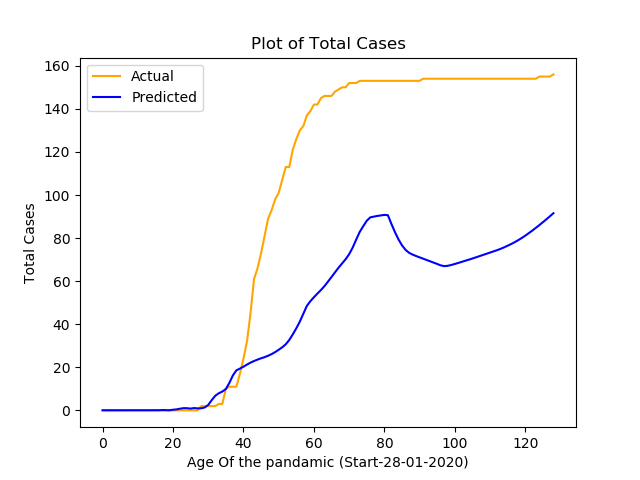 Plot of Total Cases
Actual
Predicted
160
140
120
100
80
60
40
20
0
Total Cases
0 20 40 60 80 100 120
Age Of the pandamic (Start-28-01-2020)